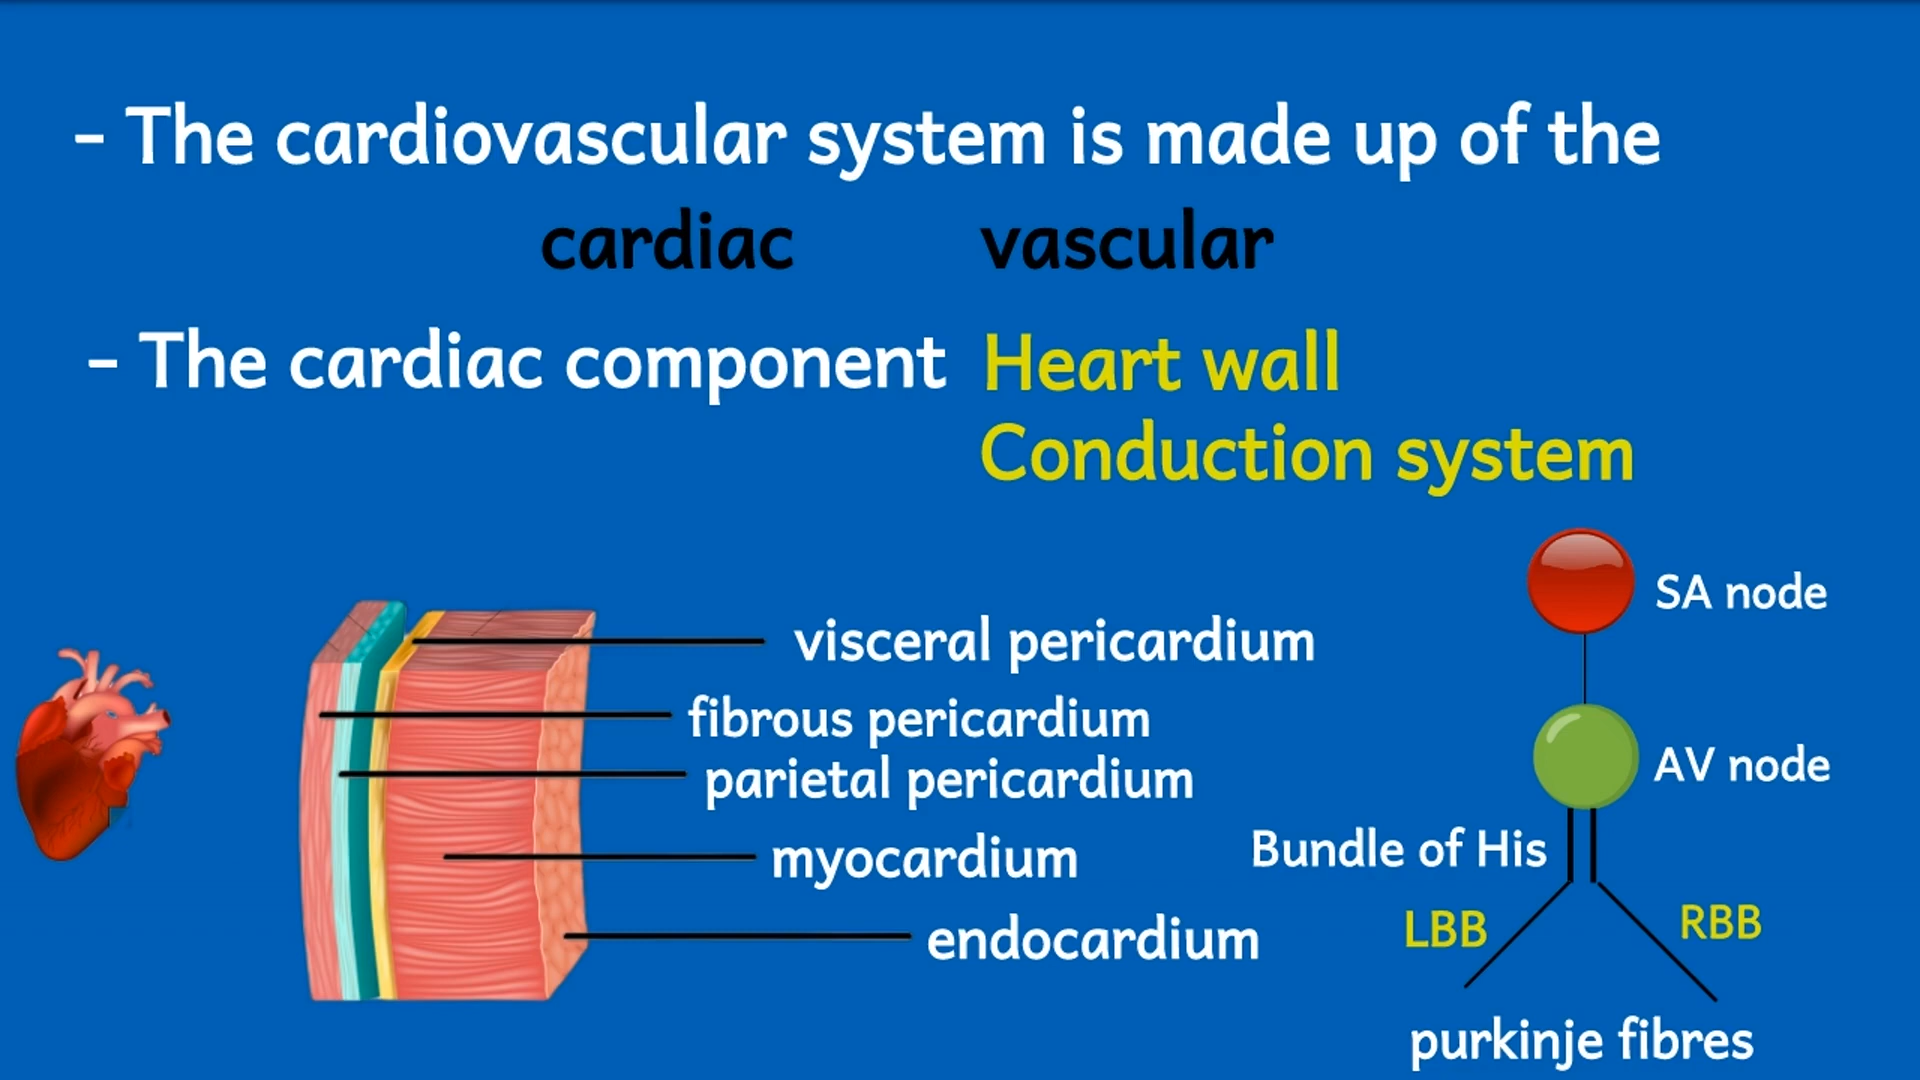 - The cardiovascular system is made up of the
cardiac vascular
- The cardiac component Heart wall
Conduction system
SA node
visceral pericardium
fibrous pericardium
parietal pericardium
AV node
myocardium
Bundle of His
endocardium
LBB RBB
purkinje fibres